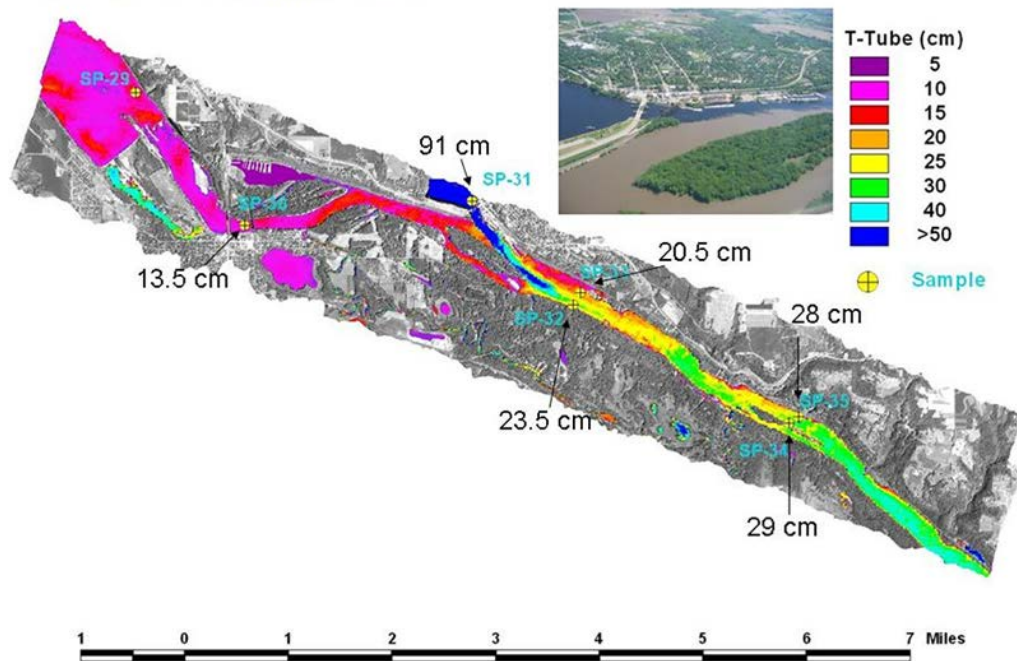 T-Tube (cm)
5
10
15
20
25
30
40
>50
Sample
SP-29
91 cm
SP-31
SP-30
13.5 cm
20.5 cm
SP-32
28 cm
23.5 cm
SP-35
SP-34
29 cm
1 0 1 2 3 4 5 6 7 Miles